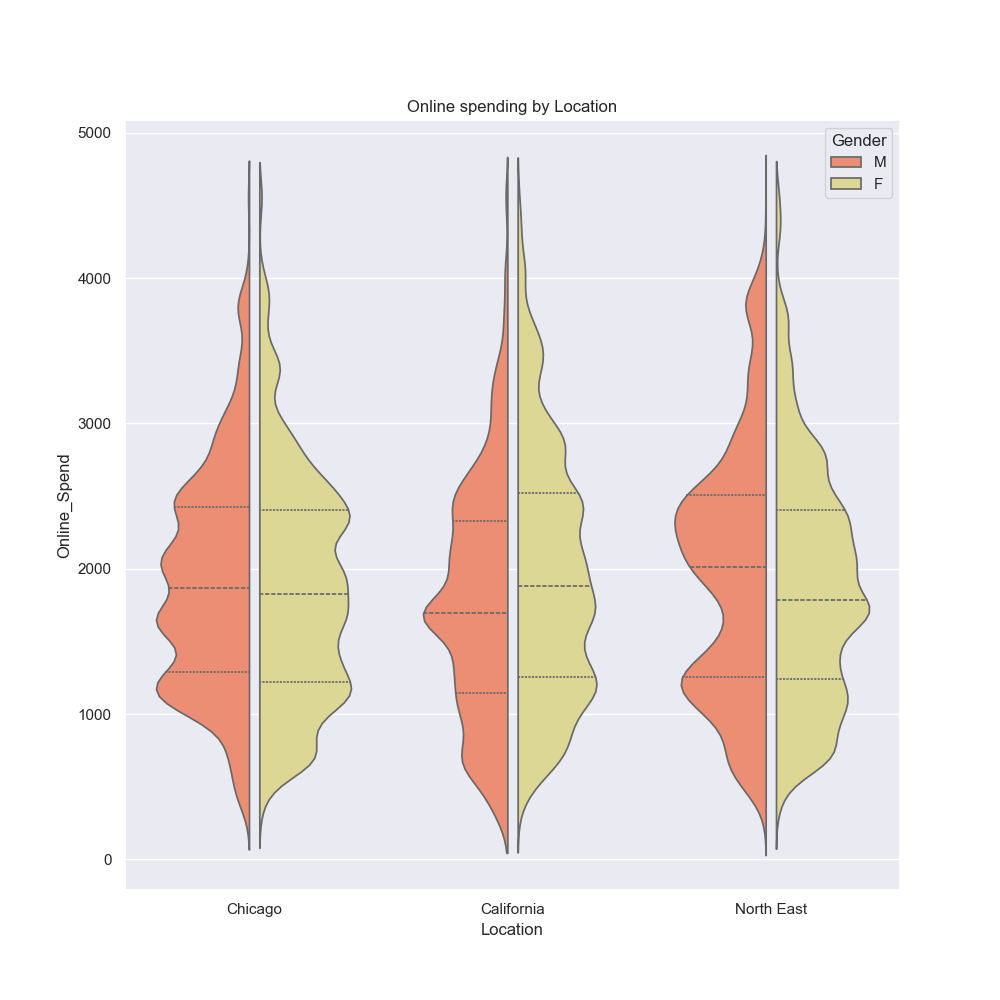 Online spending by Location
Gender
M
F
5000
4000
3000
2000
1000
0
Online_Spend
Chicago
California
North East
Location